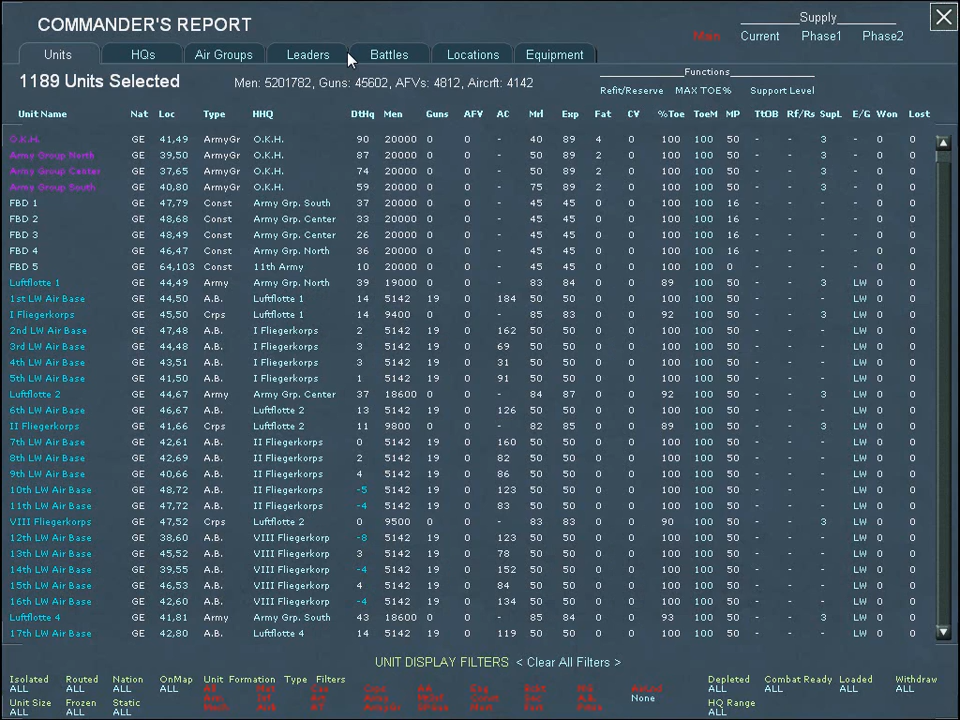 COMMANDER'S REPORT
Supply
Main Current Phase1 Phase2
Units HQs Air Groups Leaders Battles Locations Equipment
1189 Units Selected Men: 5201782, Guns: 45602, AFVs: 4812, Aircrft: 4142
Functions
Refit/Reserve MAX TOE% Support Level
Unit Name Nat Loc Type HHQ DtHq Men Guns AFV AC Mrl Exp Fat CV %Toe ToeM MP TtOB Rf/Rs SupL E/G Won Lost
O.K.H. GE 41,49 ArmyGr O.K.H. 90 20000 0 0 - 40 89 4 0 100 100 50 - - 3 - 0 0
Army Group North GE 39,50 ArmyGr O.K.H. 87 20000 0 0 - 50 89 2 0 100 100 50 - - 3 - 0 0
Army Group Center GE 37,65 ArmyGr O.K.H. 74 20000 0 0 - 50 89 2 0 100 100 50 - - 3 - 0 0
Army Group South GE 40,80 ArmyGr O.K.H. 59 20000 0 0 - 75 89 2 0 100 100 50 - - 3 - 0 0
FBD 1 GE 47,79 Const Army Grp. South 37 20000 0 0 - 45 45 0 0 100 100 16 - - - - 0 0
FBD 2 GE 48,68 Const Army Grp. Center 33 20000 0 0 - 45 45 0 0 100 100 16 - - - - 0 0
FBD 3 GE 48,49 Const Army Grp. Center 26 20000 0 0 - 45 45 0 0 100 100 16 - - - - 0 0
FBD 4 GE 46,47 Const Army Grp. North 36 20000 0 0 - 45 45 0 0 100 100 16 - - - - 0 0
FBD 5 GE 64,103 Const 11th Army 10 20000 0 0 - 45 45 0 0 100 100 0 - - - - 0 0
Luftflotte 1 GE 44,49 Army Army Grp. North 39 19000 0 0 - 83 84 0 0 89 100 50 - - 3 LW 0 0
1st LW Air Base GE 44,50 A.B. Luftflotte 1 14 5142 19 0 184 50 50 0 0 100 100 50 - - - LW 0 0
I Fliegerkorps GE 45,50 Crps Luftflotte 1 14 9400 0 0 - 85 83 0 0 92 100 50 - - 3 LW 0 0
2nd LW Air Base GE 47,48 A.B. I Fliegerkorps 2 5142 19 0 162 50 50 0 0 100 100 50 - - - LW 0 0
3rd LW Air Base GE 44,48 A.B. I Fliegerkorps 3 5142 19 0 69 50 50 0 0 100 100 50 - - - LW 0 0
4th LW Air Base GE 43,51 A.B. I Fliegerkorps 3 5142 19 0 31 50 50 0 0 100 100 50 - - - LW 0 0
5th LW Air Base GE 41,50 A.B. I Fliegerkorps 1 5142 19 0 91 50 50 0 0 100 100 50 - - - LW 0 0
Luftflotte 2 GE 44,67 Army Army Grp. Center 37 18600 0 0 - 84 87 0 0 92 100 50 - - 3 LW 0 0
6th LW Air Base GE 46,67 A.B. Luftflotte 2 13 5142 19 0 126 50 50 0 0 100 100 50 - - - LW 0 0
II Fliegerkorps GE 41,66 Crps Luftflotte 2 11 9800 0 0 - 82 85 0 0 89 100 50 - - 3 LW 0 0
7th LW Air Base GE 42,61 A.B. II Fliegerkorps 0 5142 19 0 160 50 50 0 0 100 100 50 - - - LW 0 0
8th LW Air Base GE 42,69 A.B. II Fliegerkorps 2 5142 19 0 82 50 50 0 0 100 100 50 - - - LW 0 0
9th LW Air Base GE 40,66 A.B. II Fliegerkorps 4 5142 19 0 86 50 50 0 0 100 100 50 - - - LW 0 0
10th LW Air Base GE 48,72 A.B. II Fliegerkorps -5 5142 19 0 123 50 50 0 0 100 100 50 - - - LW 0 0
11th LW Air Base GE 47,72 A.B. II Fliegerkorps -4 5142 19 0 83 50 50 0 0 100 100 50 - - - LW 0 0
VIII Fliegerkorps GE 47,52 Crps Luftflotte 2 0 9500 0 0 - 83 83 0 0 90 100 50 - - 3 LW 0 0
12th LW Air Base GE 38,60 A.B. VIII Fliegerkorp -8 5142 19 0 123 50 50 0 0 100 100 50 - - - LW 0 0
13th LW Air Base GE 45,52 A.B. VIII Fliegerkorp 3 5142 19 0 78 50 50 0 0 100 100 50 - - - LW 0 0
14th LW Air Base GE 39,55 A.B. VIII Fliegerkorp -4 5142 19 0 152 50 50 0 0 100 100 50 - - - LW 0 0
15th LW Air Base GE 46,53 A.B. VIII Fliegerkorp 4 5142 19 0 84 50 50 0 0 100 100 50 - - - LW 0 0
16th LW Air Base GE 42,60 A.B. VIII Fliegerkorp -4 5142 19 0 134 50 50 0 0 100 100 50 - - - LW 0 0
Luftflotte 4 GE 41,81 Army Army Grp. South 43 18600 0 0 - 85 84 0 0 93 100 50 - - 3 LW 0 0
17th LW Air Base GE 42,80 A.B. Luftflotte 4 14 5142 19 0 119 50 50 0 0 100 100 50 - - - LW 0 0
UNIT DISPLAY FILTERS < Clear All Filters >
Isolated Routed Nation OnMap Unit Formation Type Filters Depleted Combat Ready Loaded Withdraw
ALL ALL ALL ALL ALL ALL ALL ALL
None
Unit Size Frozen Static HQ Range
ALL ALL ALL ALL